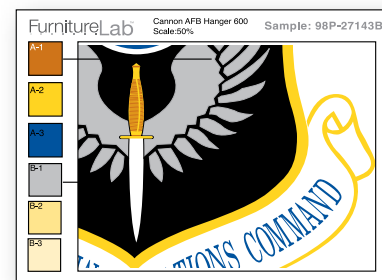 FurnitureLab
Cannon AFB Hanger 600
Scale:50%
Sample: 98P-27143B
A-1
A-2
A-3
B-1
B-2
B-3
TIONS COMMAND